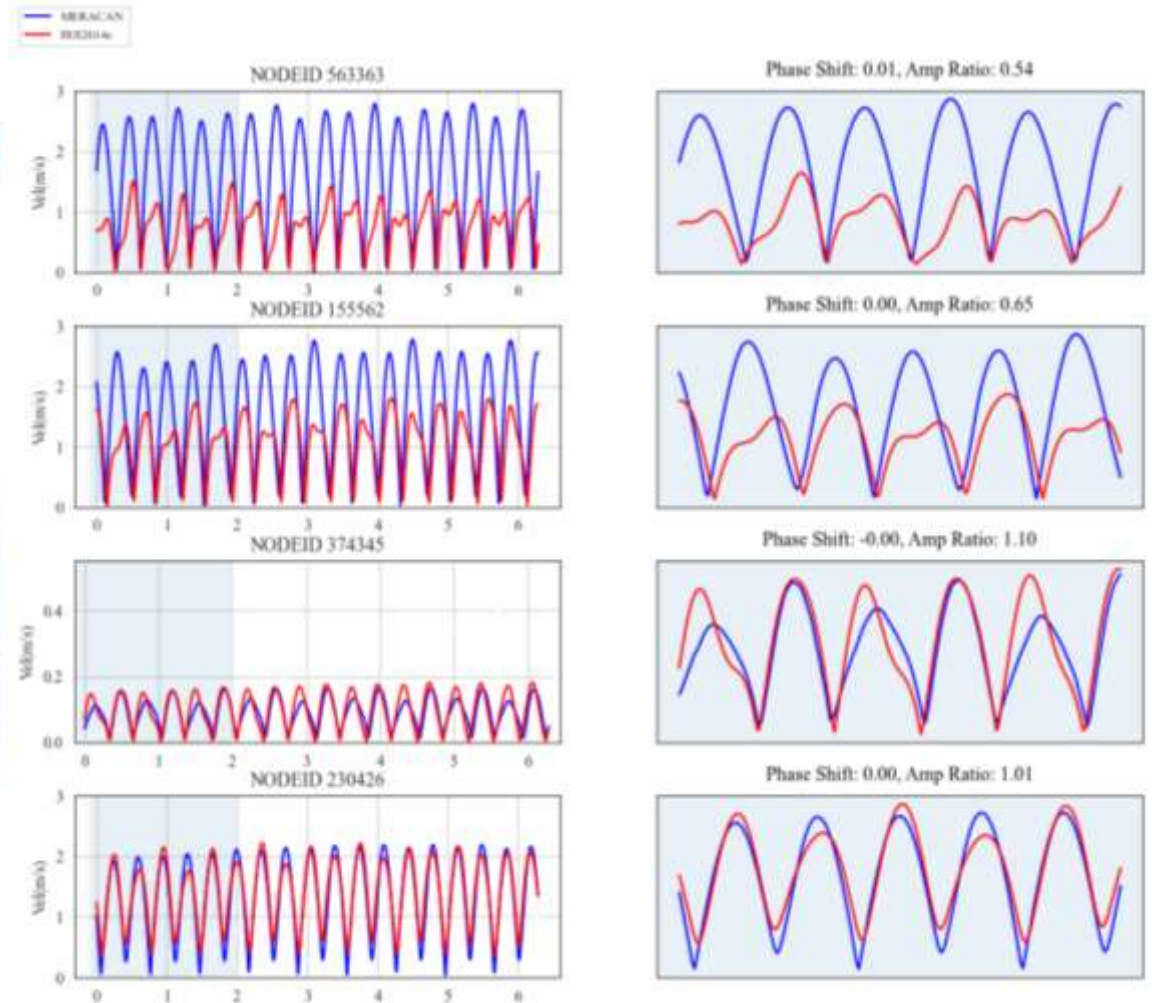 MERACAN
NODEID 563363
Phase Shift: 0.01, Amp Ratio: 0.54
3
2
1
0
Vel(m/s)
0 1 2 3 4 5 6
NODEID 155562
Phase Shift: 0.00, Amp Ratio: 0.65
3
2
1
0
Vel(m/s)
0 1 2 3 4 5 6
NODEID 374345
Phase Shift: -0.00, Amp Ratio: 1.10
0.4
0.2
0.0
Vel(m/s)
0 1 2 3 4 5 6
NODEID 230426
Phase Shift: 0.00, Amp Ratio: 1.01
3
2
1
0
Vel(m/s)
0 1 2 3 4 5 6